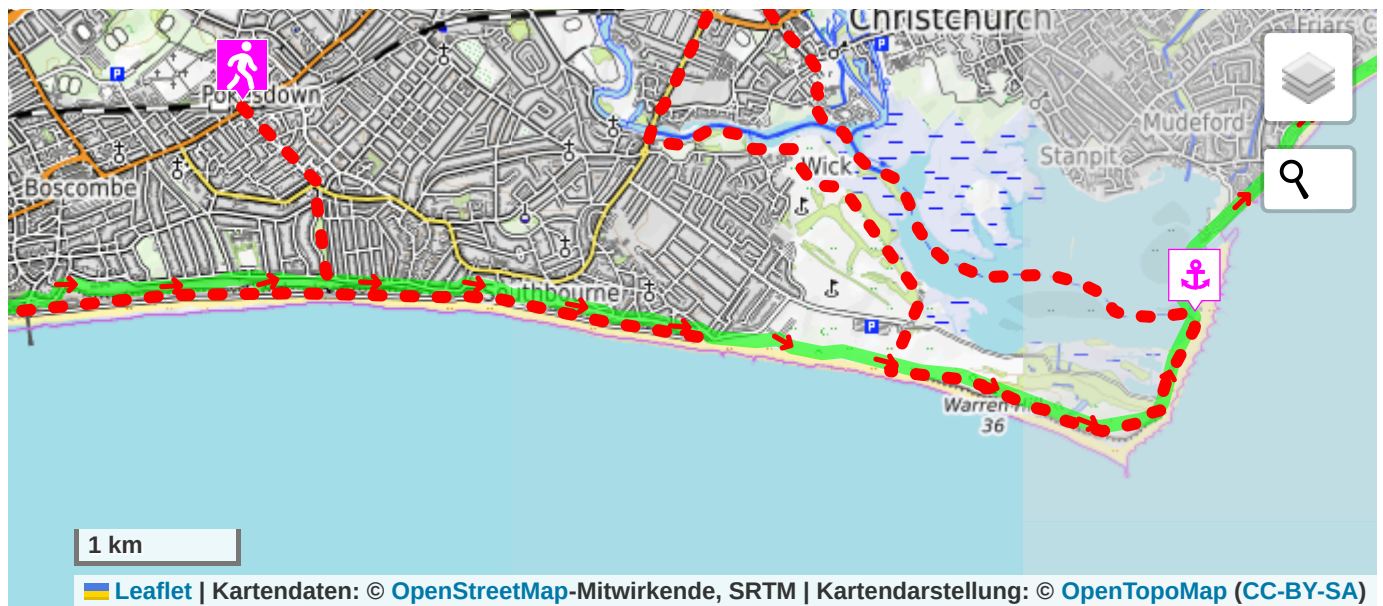 Christchurch
Friars C
P
P
Pokesdown
Mudeford
Stanpit
Wick
Boscombe
Southbourne
P
Warren Hi
36
1 km
Leaflet | Kartendaten: © OpenStreetMap-Mitwirkende, SRTM | Kartendarstellung: © OpenTopoMap (CC-BY-SA)